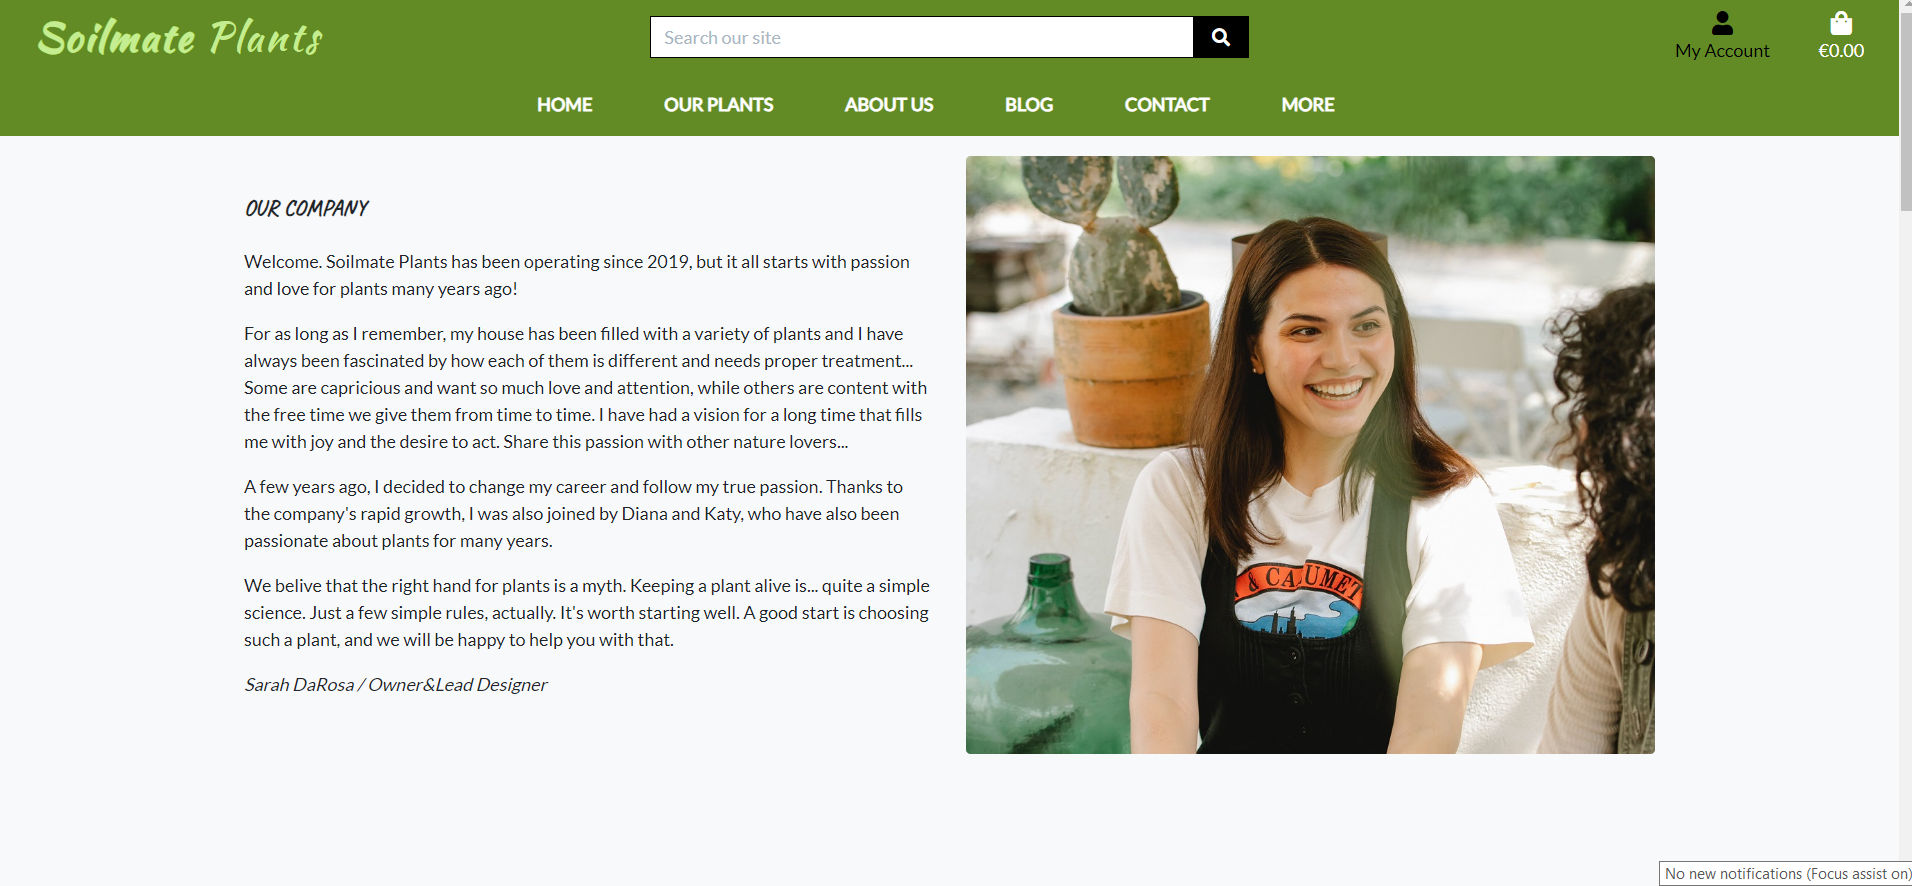 Soilmate Plants
Search our site
My Account
€0.00
HOME OUR PLANTS ABOUT US BLOG CONTACT MORE
OUR COMPANY
Welcome. Soilmate Plants has been operating since 2019, but it all starts with passion
and love for plants many years ago!
For as long as I remember, my house has been filled with a variety of plants and I have
always been fascinated by how each of them is different and needs proper treatment...
Some are capricious and want so much love and attention, while others are content with
the free time we give them from time to time. I have had a vision for a long time that fills
me with joy and the desire to act. Share this passion with other nature lovers...
A few years ago, I decided to change my career and follow my true passion. Thanks to
the company's rapid growth, I was also joined by Diana and Katy, who have also been
passionate about plants for many years.
We belive that the right hand for plants is a myth. Keeping a plant alive is... quite a simple
science. Just a few simple rules, actually. It's worth starting well. A good start is choosing
such a plant, and we will be happy to help you with that.
Sarah DaRosa / Owner&Lead Designer
& CALUMET
No new notifications (Focus assist on)